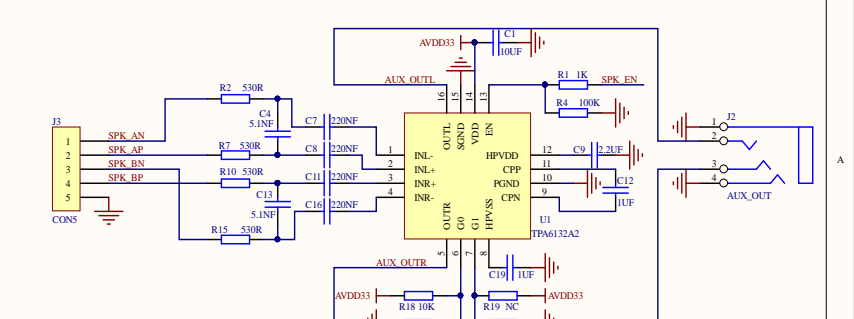 C1
AVDD33
10UF
AUX_OUTL
R1 1K SPK_EN
R2 530R
16 15 14 13
R4 100K
C4
5.1NF
J3
C7 220NF
OUTL SGND VDD EN
J2
1 SPK_AN
2 SPK_AP
3 SPK_BN
4 SPK_BP
5
CON5
R7 530R
C8 220NF
R10 530R
C11 220NF
C13
5.1NF
C16 220NF
R15 530R
1 INL-
2 INL+
3 INR+
4 INR-
HPVDD 12
CPP 11
PGND 10
CPN 9
C9 2.2UF
C12
1UF
1
2
3
4
AUX_OUT
A
OUTR G0 G1 HPVSS
U1
TPA6132A2
5 6 7 8
AUX_OUTR
C19 1UF
AVDD33
R18 10K
R19 NC
AVDD33